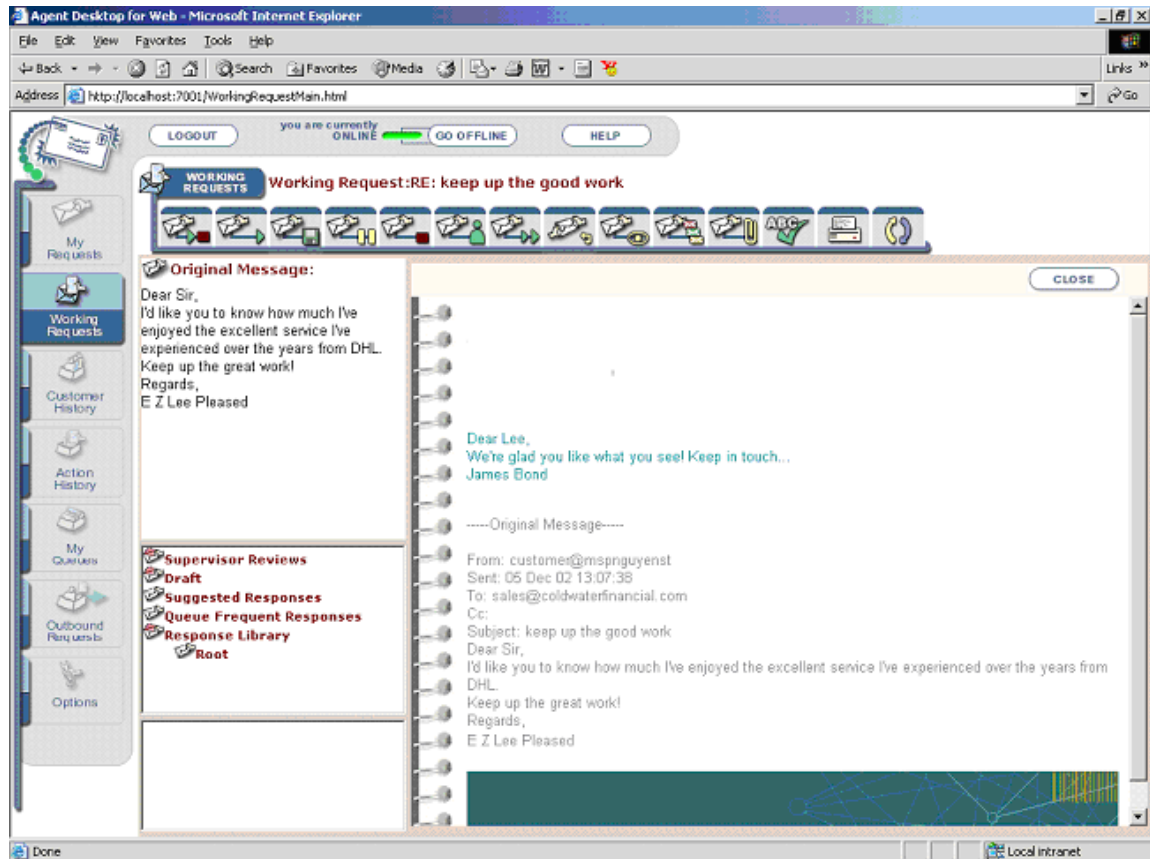 Agent Desktop for Web - Microsoft Internet Explorer
File Edit View Favorites Tools Help
Back Search Favorites Media Links »
Address http://localhost:7001/WorkingRequestMain.html Go
LOGOUT
you are currently
ONLINE
GO OFFLINE
HELP
WORKING
REQUESTS
Working Request:RE: keep up the good work
ABC
My
Requests
Working
Requests
Customer
History
Action
History
My
Queues
Outbound
Requests
Options
Original Message:
Dear Sir,
I'd like you to know how much I've
enjoyed the excellent service I've
experienced over the years from DHL.
Keep up the great work!
Regards,
E Z Lee Pleased
Supervisor Reviews
Draft
Suggested Responses
Queue Frequent Responses
Response Library
Root
CLOSE
Dear Lee,
We're glad you like what you see! Keep in touch...
James Bond
-----Original Message-----
From: customer@mspnguyenst
Sent: 05 Dec 02 13:07:38
To: sales@coldwaterfinancial.com
Cc:
Subject: keep up the good work
Dear Sir,
I'd like you to know how much I've enjoyed the excellent service I've experienced over the years from
DHL.
Keep up the great work!
Regards,
E Z Lee Pleased
Done
Local intranet